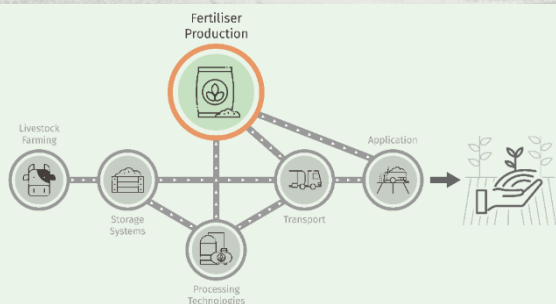 Fertiliser
Production
Livestock
Farming
Application
Storage
Systems
Transport
Processing
Technologies